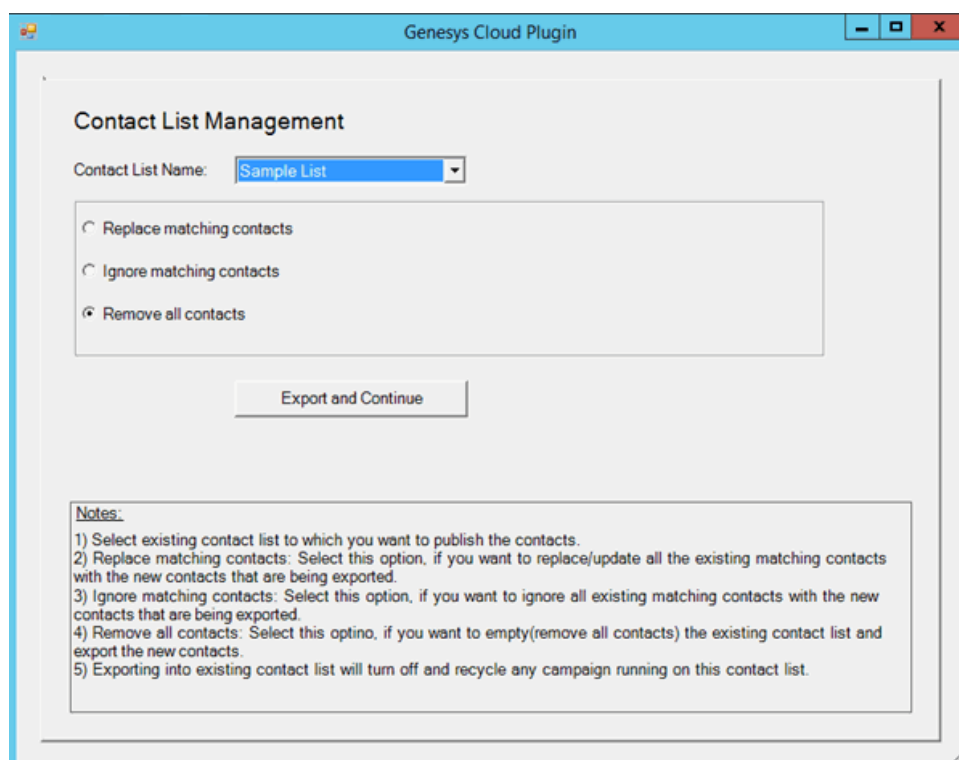 Genesys Cloud Plugin
Contact List Management
Contact List Name: Sample List
Replace matching contacts
Ignore matching contacts
Remove all contacts
Export and Continue
Notes:
1) Select existing contact list to which you want to publish the contacts.
2) Replace matching contacts: Select this option, if you want to replace/update all the existing matching contacts
with the new contacts that are being exported.
3) Ignore matching contacts: Select this option, if you want to ignore all existing matching contacts with the new
contacts that are being exported.
4) Remove all contacts: Select this optino, if you want to empty(remove all contacts) the existing contact list and
export the new contacts.
5) Exporting into existing contact list will turn off and recycle any campaign running on this contact list.